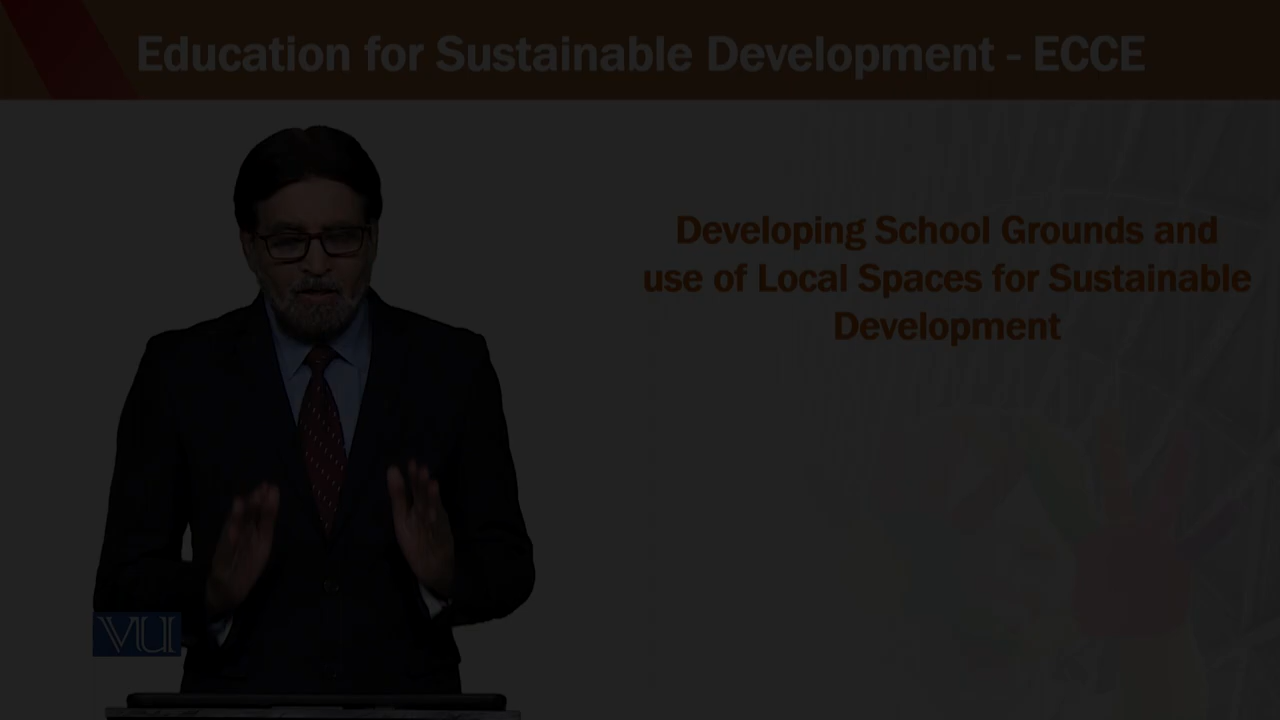 Education for Sustainable Development - ECCE
Developing School Grounds and
use of Local Spaces for Sustainable
Development
VU